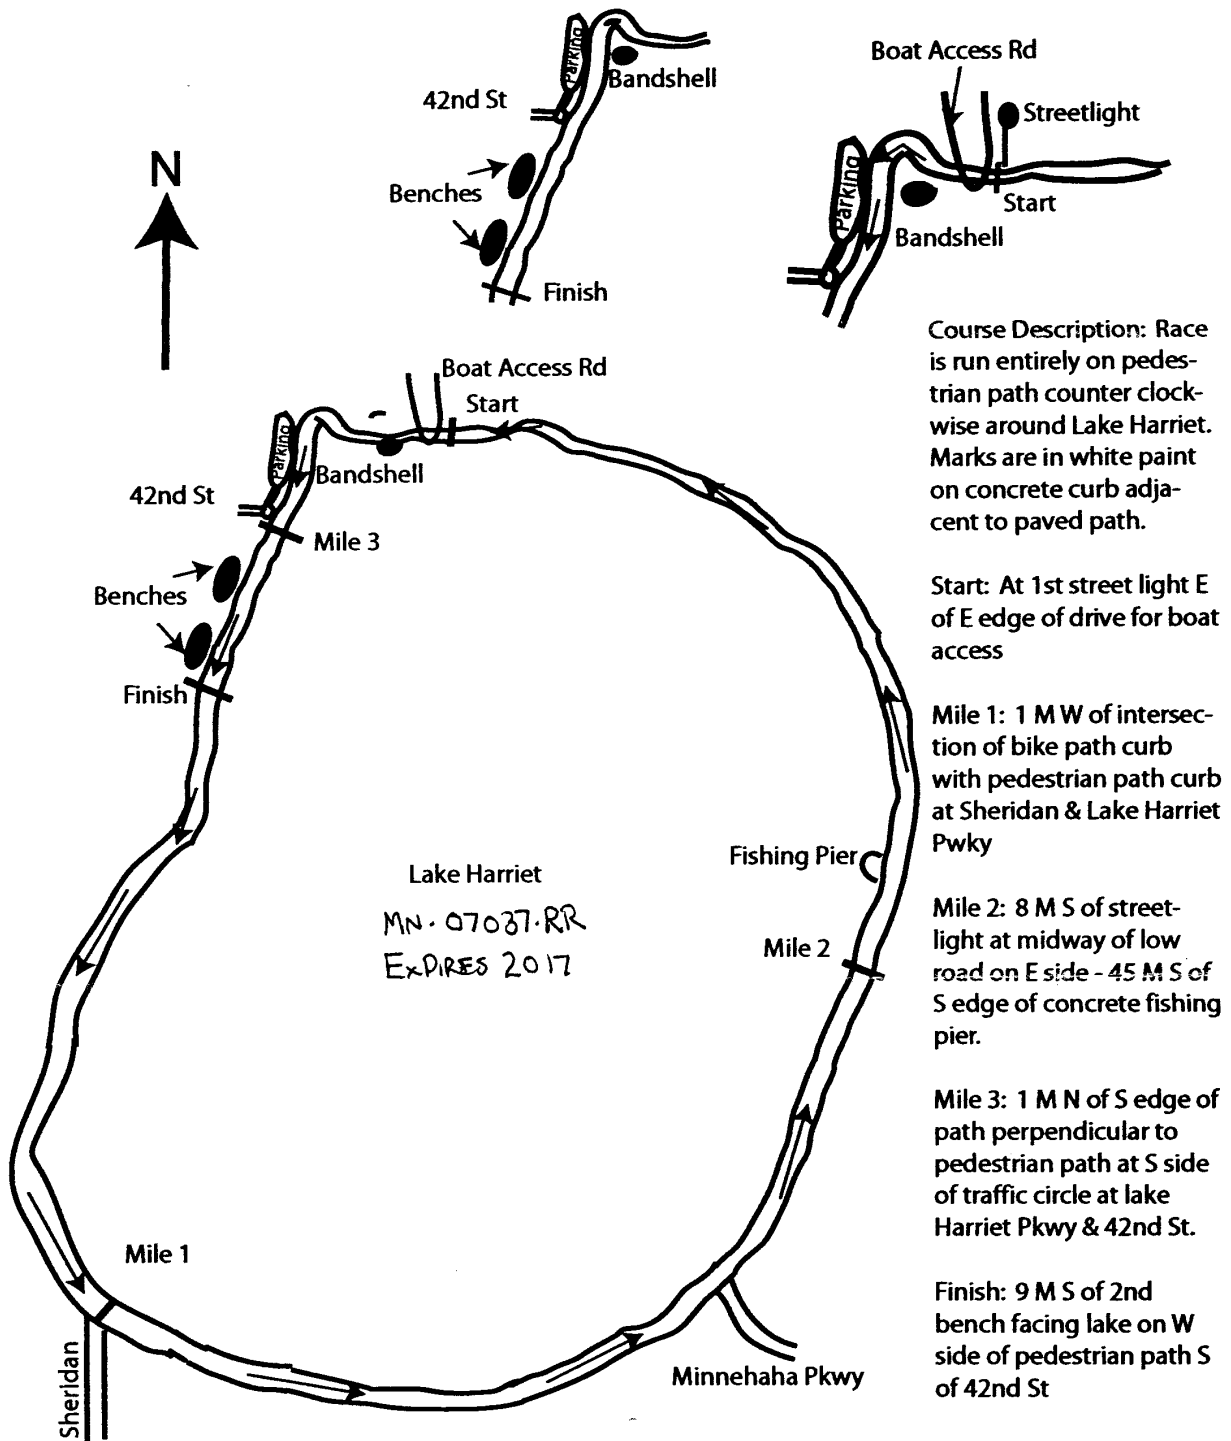 Parking
Bandshell
42nd St
Benches
Finish
Boat Access Rd
Streetlight
Parking
Start
Bandshell
N
Boat Access Rd
Start
Parking
Bandshell
42nd St
Mile 3
Benches
Finish
Lake Harriet
MN·07037·RR
EXPIRES 2017
Fishing Pier
Mile 2
Mile 1
Sheridan
Minnehaha Pkwy
Course Description: Race
is run entirely on pedes-
trian path counter clock-
wise around Lake Harriet.
Marks are in white paint
on concrete curb adja-
cent to paved path.
Start: At 1st street light E
of E edge of drive for boat
access
Mile 1: 1 M W of intersec-
tion of bike path curb
with pedestrian path curb
at Sheridan & Lake Harriet
Pwky
Mile 2: 8 M S of street-
light at midway of low
road on E side - 45 M S of
S edge of concrete fishing
pier.
Mile 3: 1 M N of S edge of
path perpendicular to
pedestrian path at S side
of traffic circle at lake
Harriet Pkwy & 42nd St.
Finish: 9 M S of 2nd
bench facing lake on W
side of pedestrian path S
of 42nd St